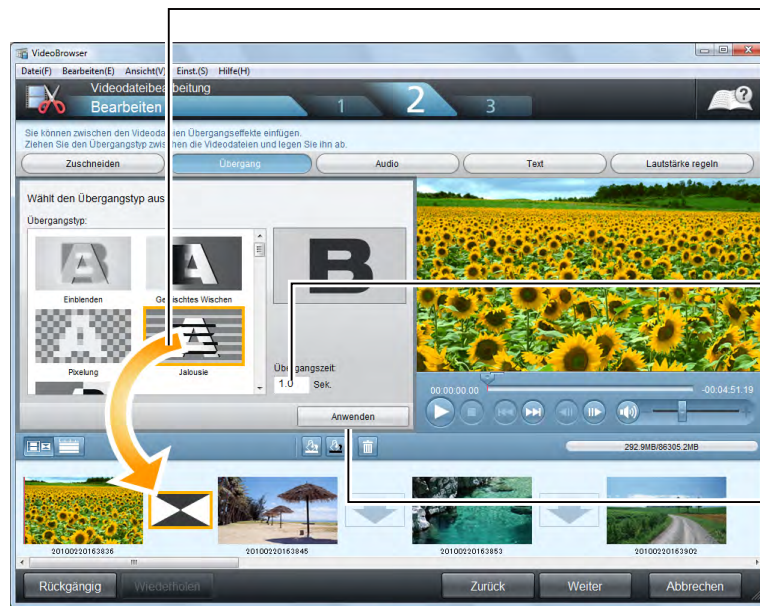 VideoBrowser
Datei(F) Bearbeiten(E) Ansicht(V) Einst.(S) Hilfe(H)
Videodateibearbeitung
Bearbeiten 1 2 3
Sie können zwischen den Videodateien Übergangseffekte einfügen.
Ziehen Sie den Übergangstyp zwischen die Videodateien und legen Sie ihn ab.
Zuschneiden Übergang Audio Text Lautstärke regeln
Wählt den Übergangstyp aus
Übergangstyp:
A A B
Einblenden Gemischtes Wischen
A A
Pixelung Jalousie
Übergangszeit:
1.0 Sek.
00:00:00.00 -00:04:51.19
Anwenden
292.9MB/86305.2MB
20100220163836 20100220163845 20100220163853 20100220163902
Rückgängig Wiederholen Zurück Weiter Abbrechen